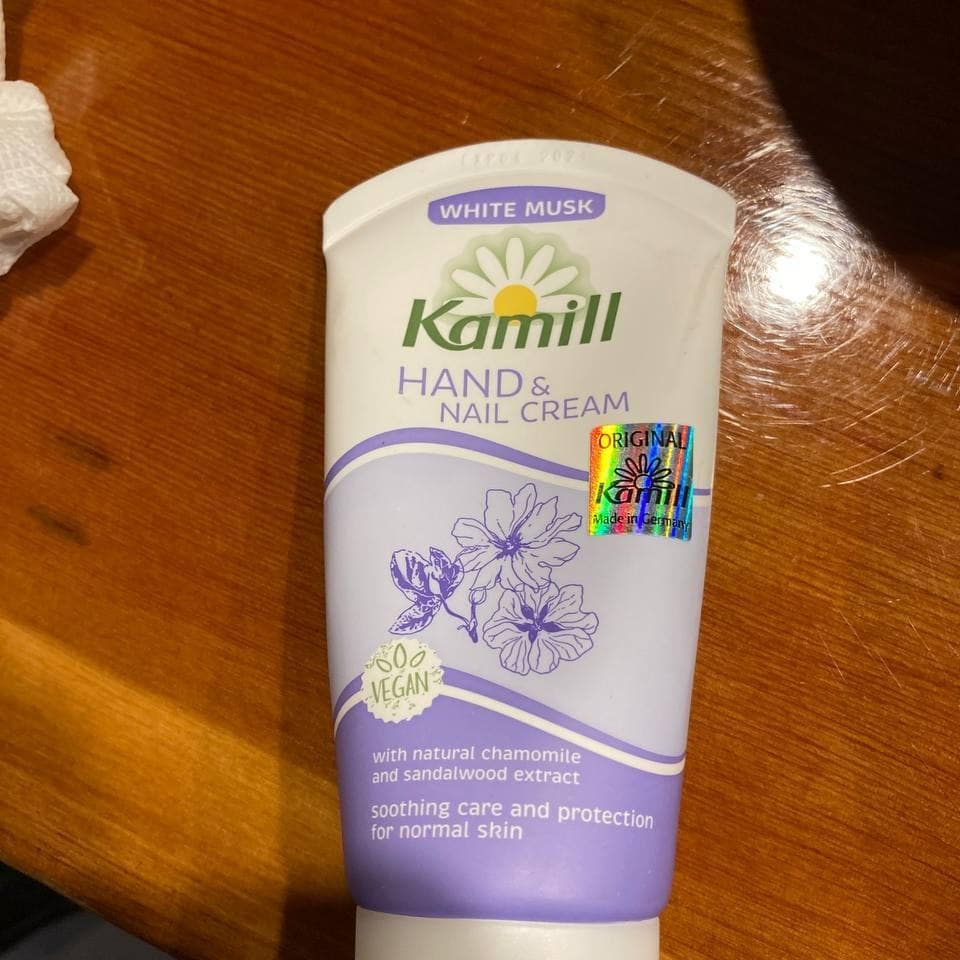 WHITE MUSK
Kamill
HAND &
NAIL CREAM
ORIGINAL
Kamill
Made in Germany
VEGAN
with natural chamomile
and sandalwood extract
soothing care and protection
for normal skin